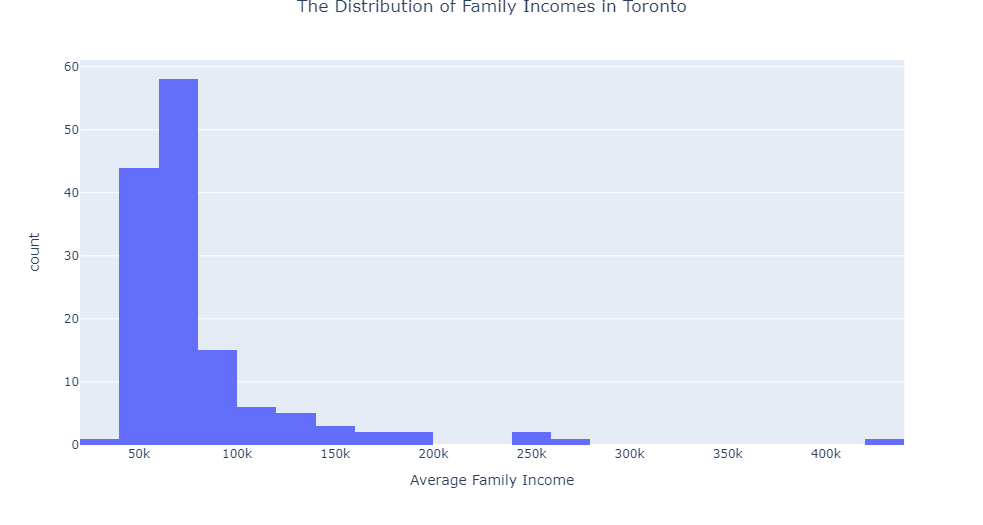 The Distribution of Family Incomes in Toronto
60
50
40
30
20
10
0
count
50k 100k 150k 200k 250k 300k 350k 400k
Average Family Income